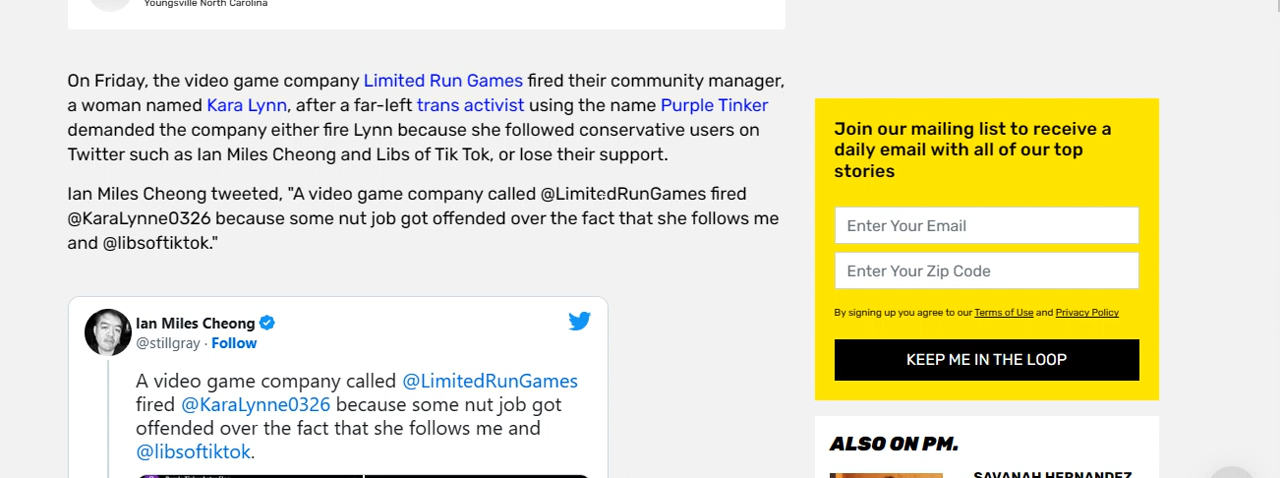 Youngsville North Carolina
On Friday, the video game company Limited Run Games fired their community manager,
a woman named Kara Lynn, after a far-left trans activist using the name Purple Tinker
demanded the company either fire Lynn because she followed conservative users on
Twitter such as Ian Miles Cheong and Libs of Tik Tok, or lose their support.
Ian Miles Cheong tweeted, "A video game company called @LimitedRunGames fired
@KaraLynne0326 because some nut job got offended over the fact that she follows me
and @libsoftiktok."
Ian Miles Cheong
@stillgray · Follow
A video game company called @LimitedRunGames
fired @KaraLynne0326 because some nut job got
offended over the fact that she follows me and
@libsoftiktok.
Join our mailing list to receive a
daily email with all of our top
stories
Enter Your Email
Enter Your Zip Code
By signing up you agree to our Terms of Use and Privacy Policy
KEEP ME IN THE LOOP
ALSO ON PM.
SAVANAH HERNANDEZ